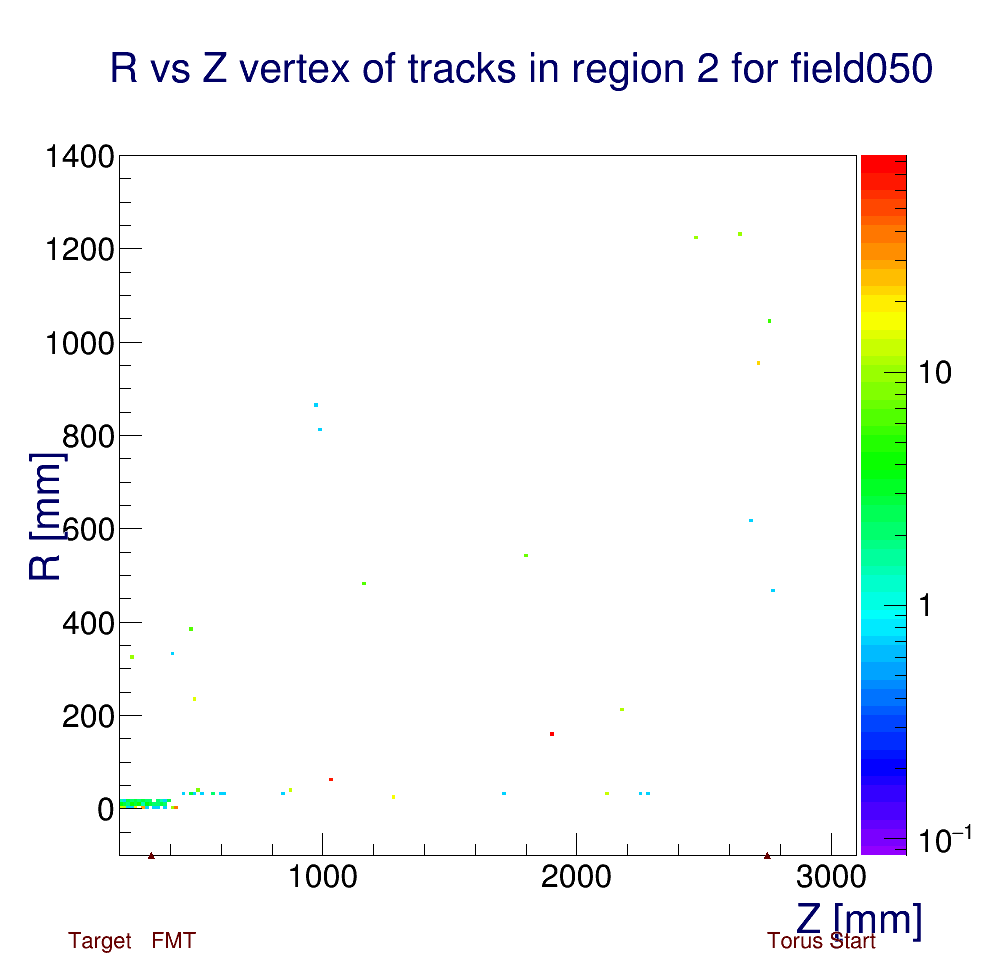 R vs Z vertex of tracks in region 2 for field050
1400
1200
1000
800
600
400
200
0
R [mm]
10
1
10⁻¹
1000 2000 3000
Z [mm]
Target FMT Torus Start